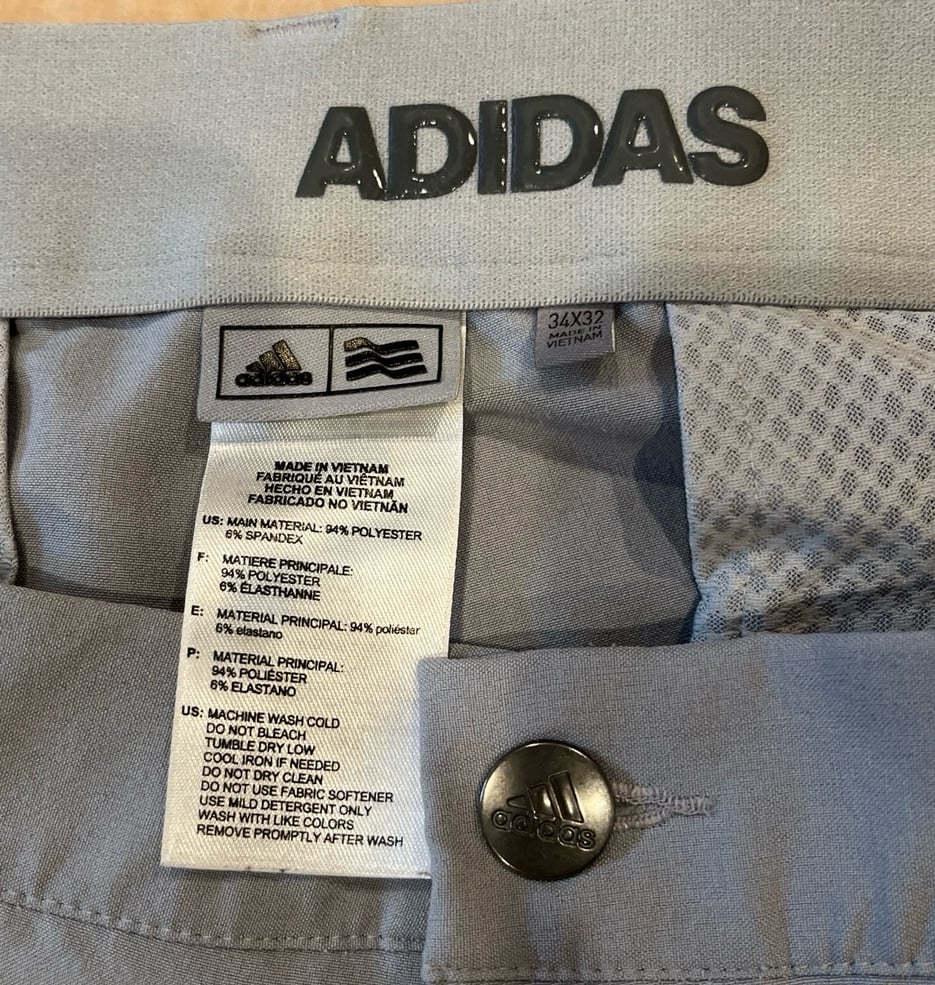 ADIDAS
adidas
34X32
MADE IN
VIETNAM
MADE IN VIETNAM
FABRIQUÉ AU VIÊTNAM
HECHO EN VIETNAM
FABRICADO NO VIETNÃN
US: MAIN MATERIAL: 94% POLYESTER
6% SPANDEX
F: MATIERE PRINCIPALE:
94% POLYESTER
6% ÉLASTHANNE
E: MATERIAL PRINCIPAL: 94% poliéstar
6% elastano
P: MATERIAL PRINCIPAL:
94% POLIÉSTER
6% ELASTANO
US: MACHINE WASH COLD
DO NOT BLEACH
TUMBLE DRY LOW
COOL IRON IF NEEDED
DO NOT DRY CLEAN
DO NOT USE FABRIC SOFTENER
USE MILD DETERGENT ONLY
WASH WITH LIKE COLORS
REMOVE PROMPTLY AFTER WASH
adidas